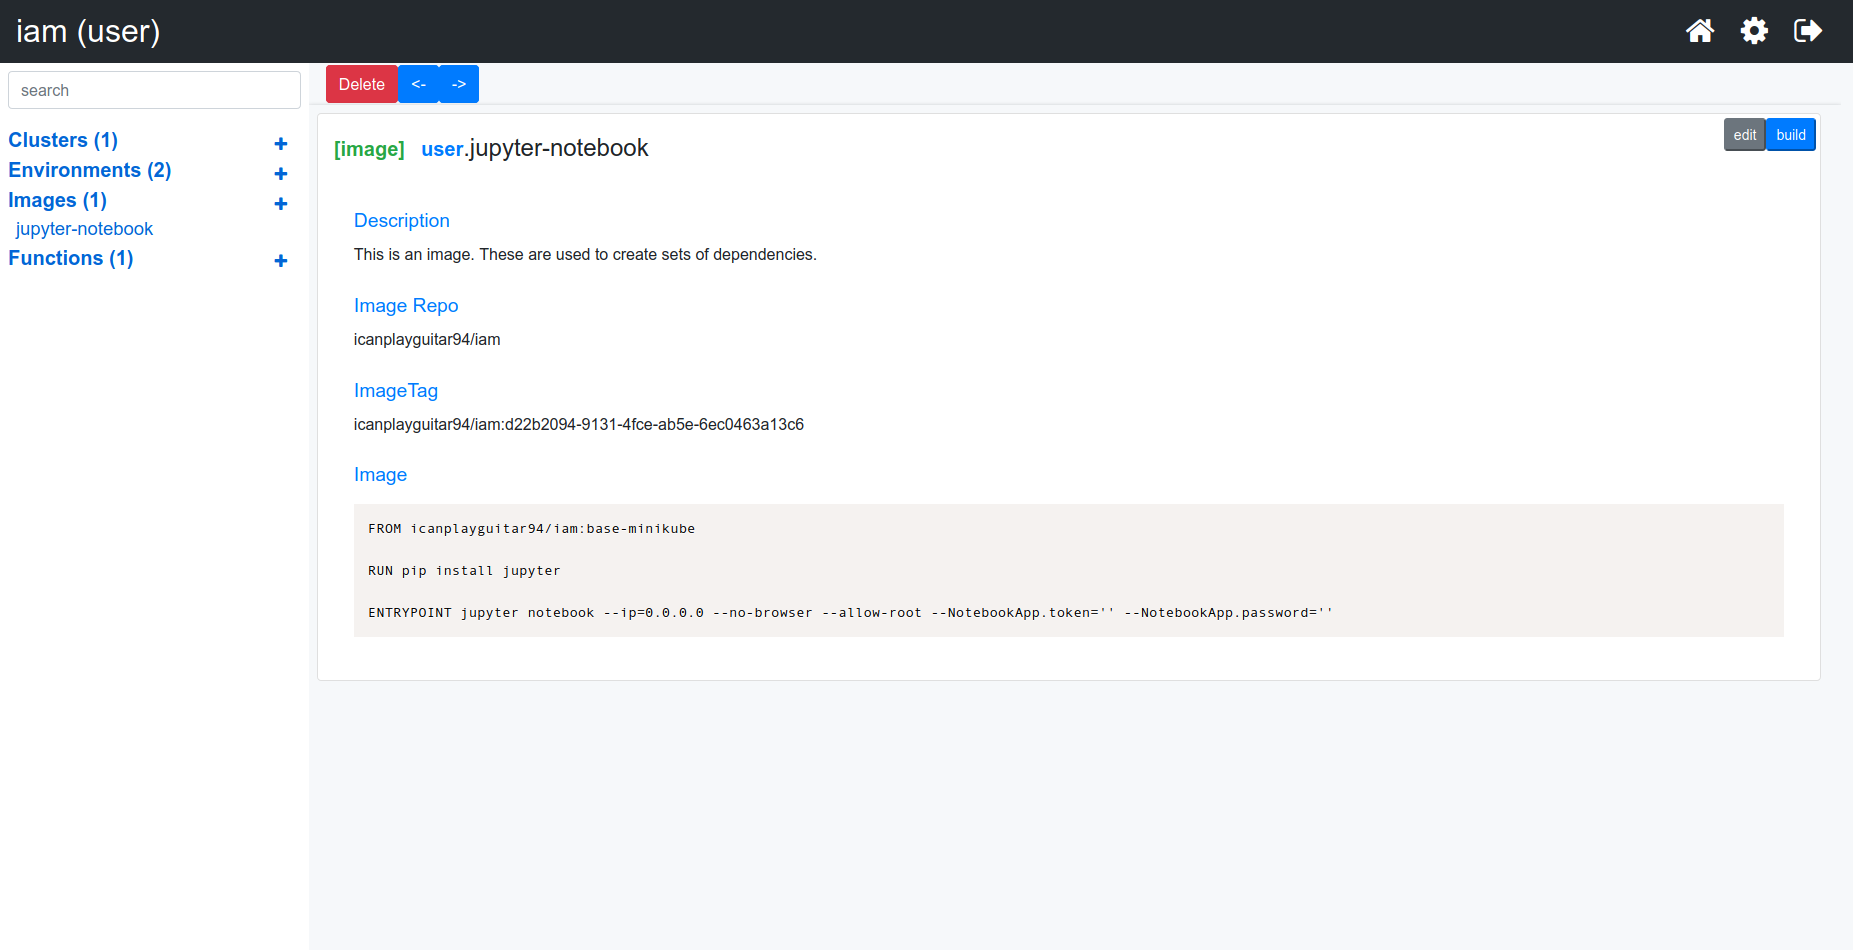 iam (user)
search
Clusters (1) +
Environments (2) +
Images (1) +
jupyter-notebook
Functions (1) +
Delete <- ->
[image] user.jupyter-notebook
edit build
Description
This is an image. These are used to create sets of dependencies.
Image Repo
icanplayguitar94/iam
ImageTag
icanplayguitar94/iam:d22b2094-9131-4fce-ab5e-6ec0463a13c6
Image
FROM icanplayguitar94/iam:base-minikube
RUN pip install jupyter
ENTRYPOINT jupyter notebook --ip=0.0.0.0 --no-browser --allow-root --NotebookApp.token='' --NotebookApp.password=''